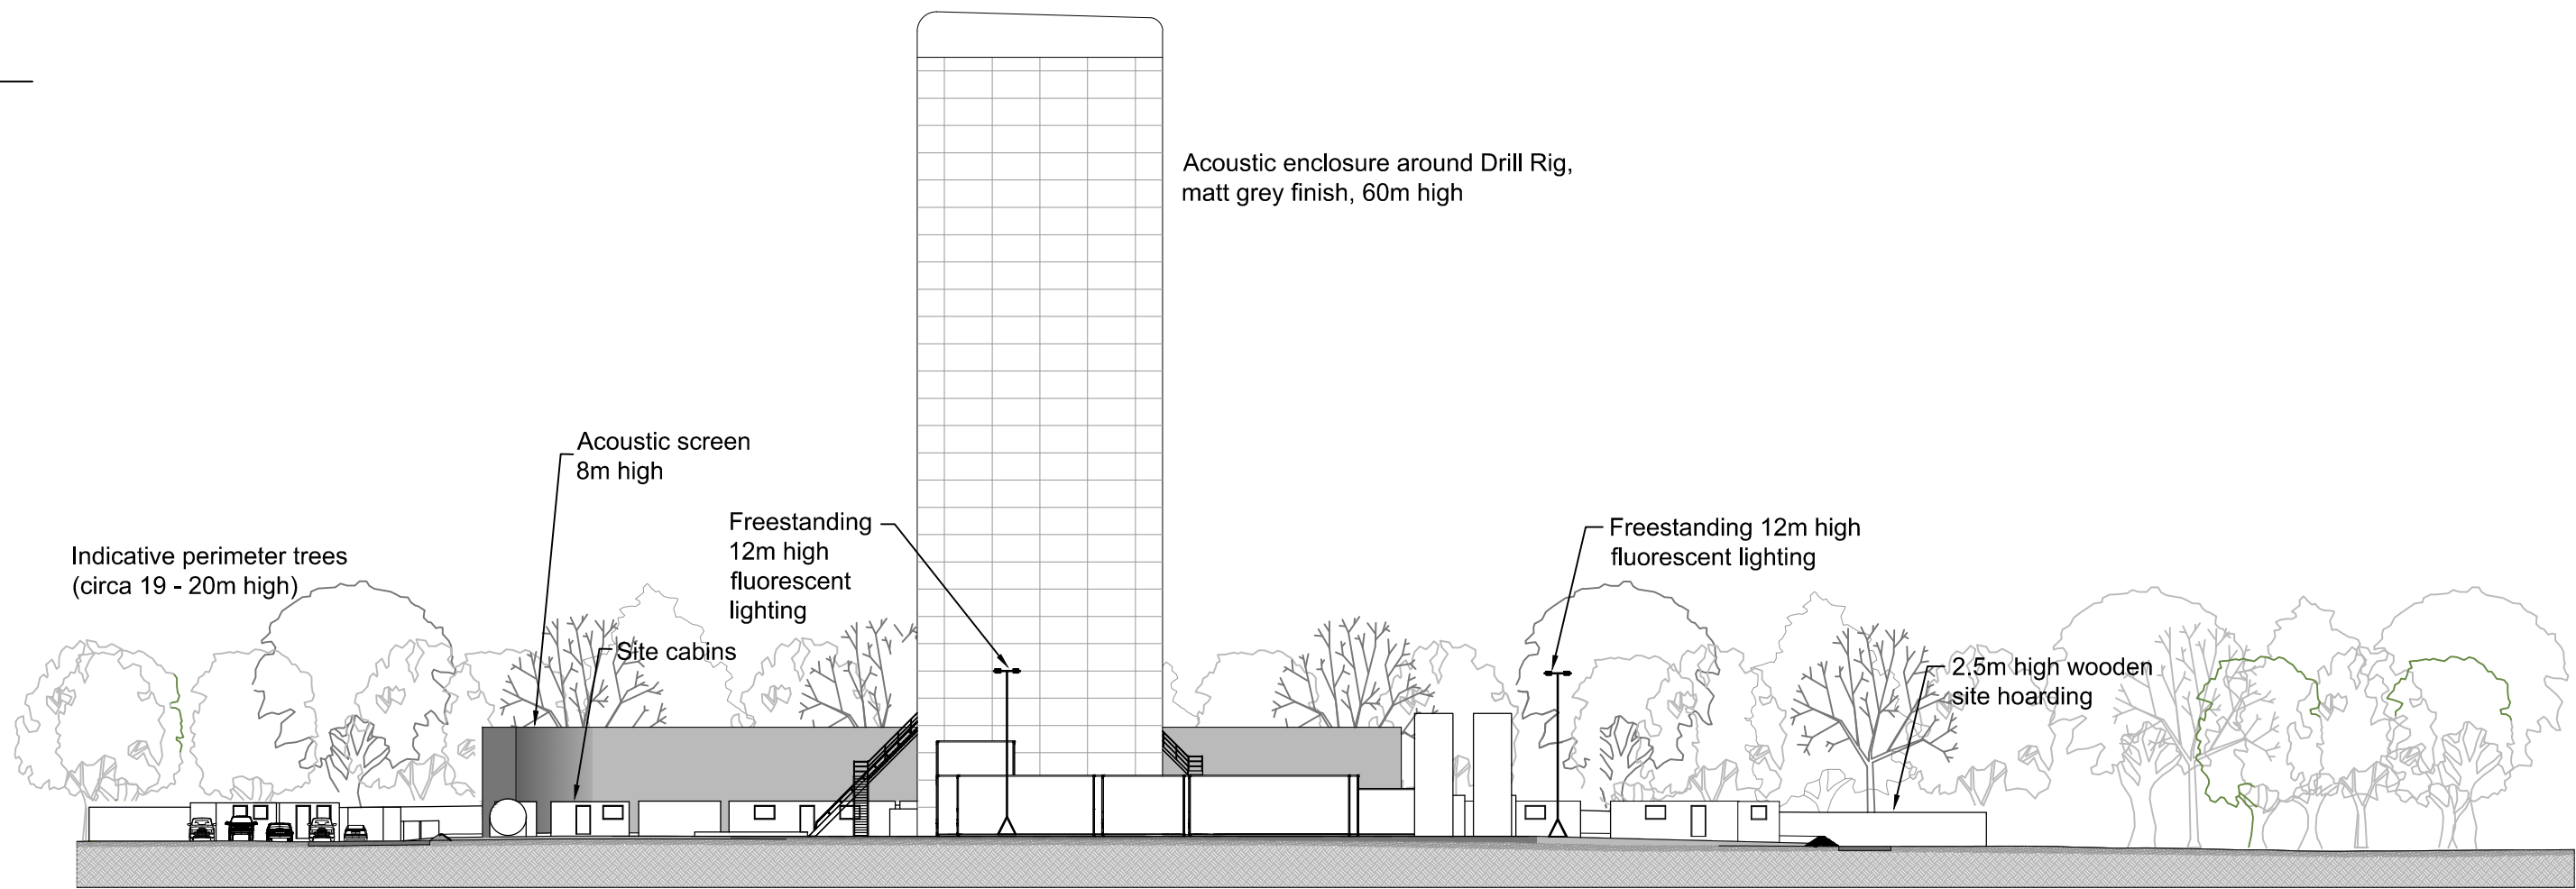 Acoustic enclosure around Drill Rig,
matt grey finish, 60m high
Acoustic screen
8m high
Freestanding
12m high
fluorescent
lighting
Freestanding 12m high
fluorescent lighting
Indicative perimeter trees
(circa 19 - 20m high)
Site cabins
2.5m high wooden
site hoarding